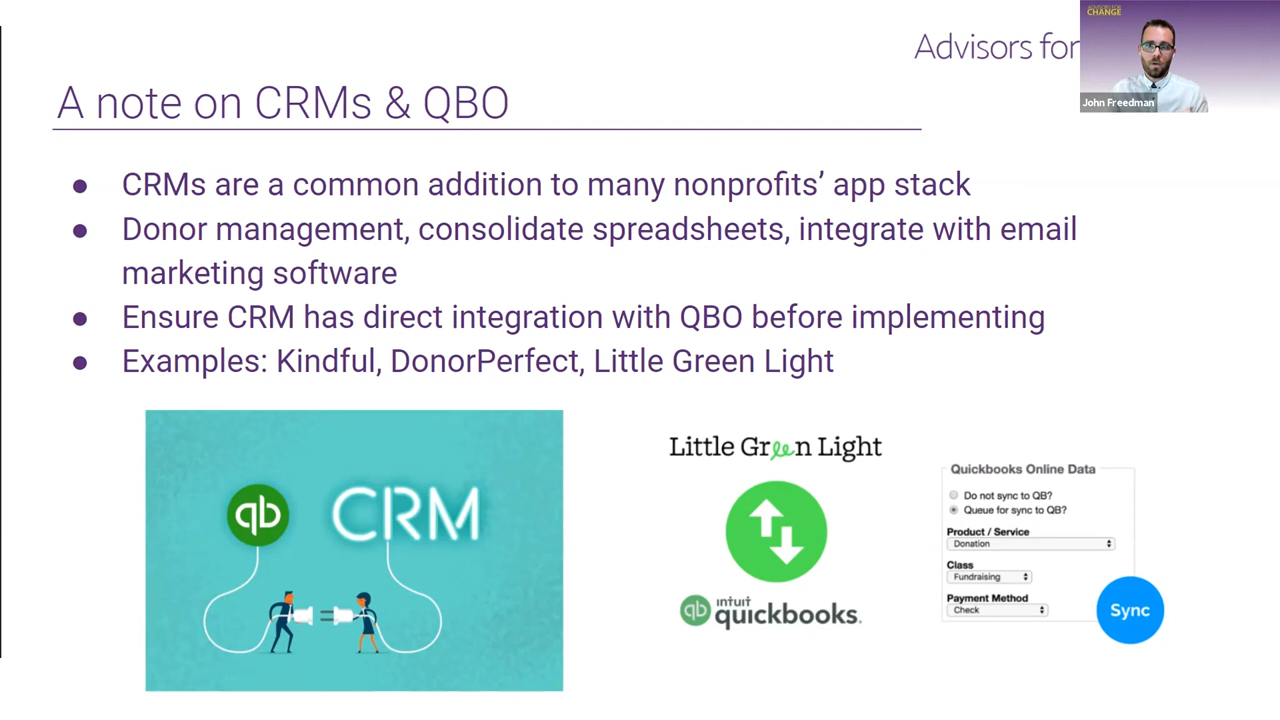 Advisors for
ADVISORS FOR
CHANGE
John Freedman
A note on CRMs & QBO
● CRMs are a common addition to many nonprofits’ app stack
● Donor management, consolidate spreadsheets, integrate with email
marketing software
● Ensure CRM has direct integration with QBO before implementing
● Examples: Kindful, DonorPerfect, Little Green Light
qb
CRM
Little Green Light
qb intuit
quickbooks.
Quickbooks Online Data
Do not sync to QB?
Queue for sync to QB?
Product / Service
Donation
Class
Fundraising
Payment Method
Check
Sync